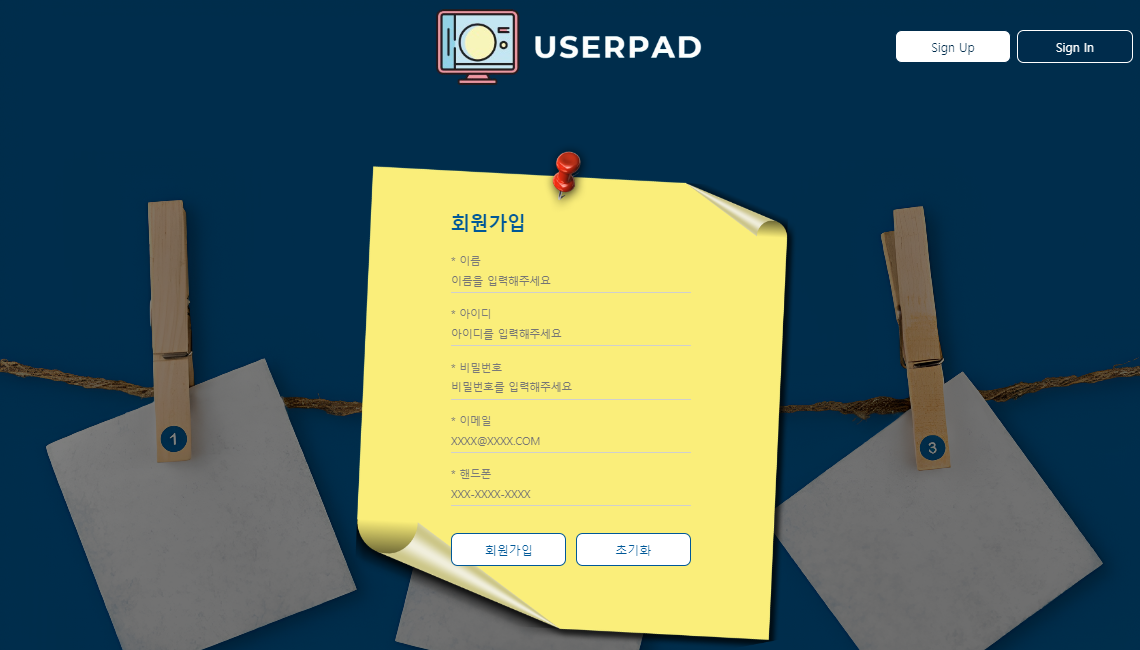 USERPAD
Sign Up
Sign In
회원가입
* 이름
이름을 입력해주세요
* 아이디
아이디를 입력해주세요
* 비밀번호
비밀번호를 입력해주세요
* 이메일
XXXX@XXXX.COM
* 핸드폰
XXX-XXXX-XXXX
회원가입
초기화
1
3